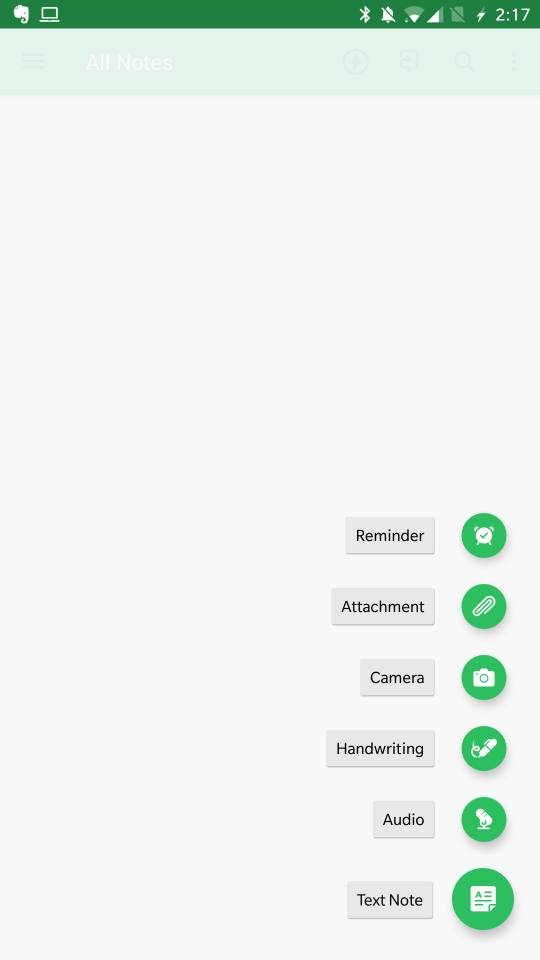 2:17
All Notes
Reminder
Attachment
Camera
Handwriting
Audio
Text Note